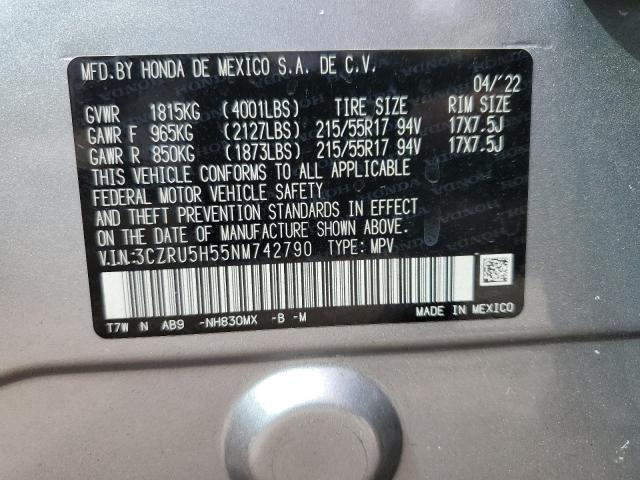 MFD.BY HONDA DE MEXICO S.A. DE C.V.
04/'22
GVWR 1815KG (4001LBS) TIRE SIZE RIM SIZE
GAWR F 965KG (2127LBS) 215/55R17 94V 17X7.5J
GAWR R 850KG (1873LBS) 215/55R17 94V 17X7.5J
THIS VEHICLE CONFORMS TO ALL APPLICABLE
FEDERAL MOTOR VEHICLE SAFETY
AND THEFT PREVENTION STANDARDS IN EFFECT
ON THE DATE OF MANUFACTURE SHOWN ABOVE.
V.I.N:3CZRU5H55NM742790 TYPE: MPV
T7W N AB9 -NH830MX -B -M
MADE IN MEXICO